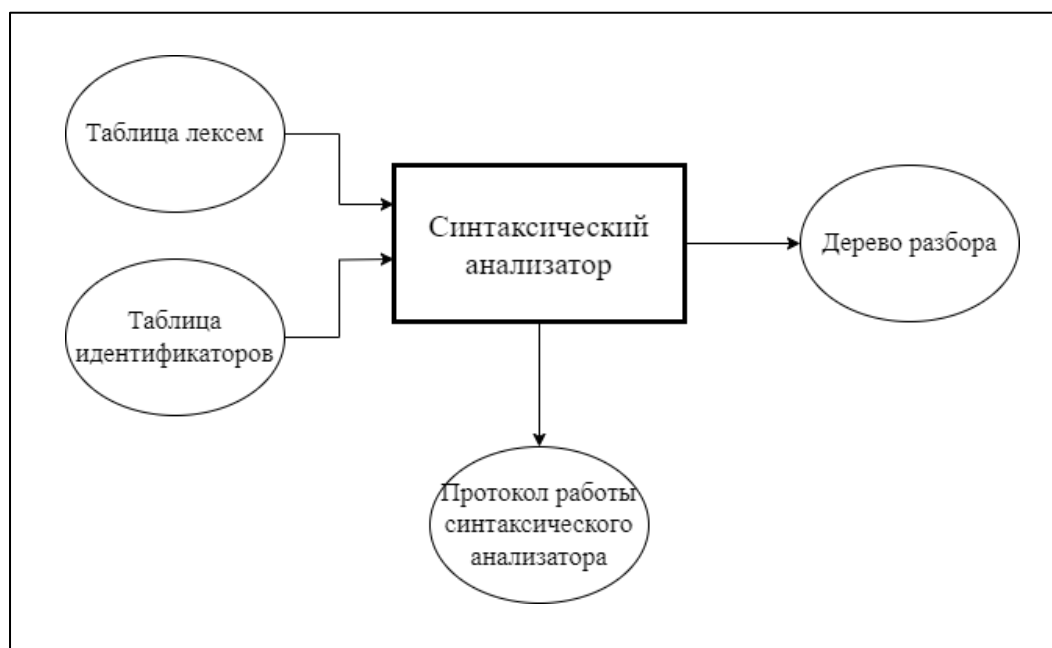 Таблица лексем
Синтаксический
анализатор
Дерево разбора
Таблица
идентификаторов
Протокол работы
синтаксического
анализатора